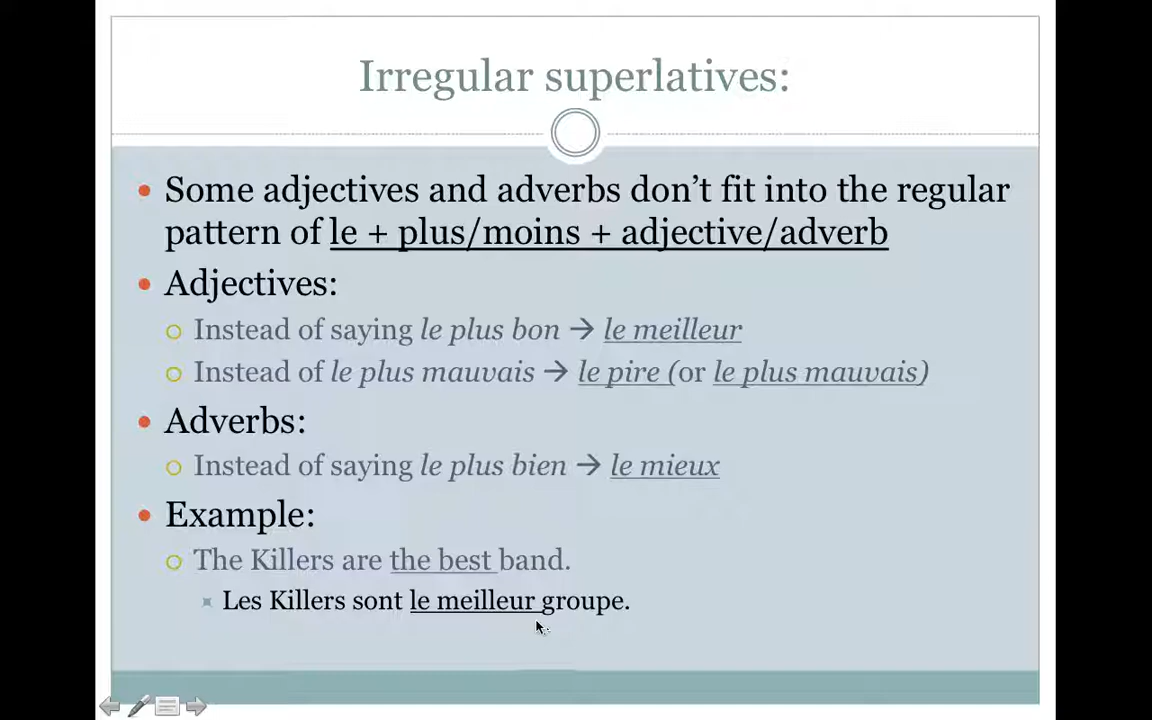 Irregular superlatives:
Some adjectives and adverbs don’t fit into the regular
pattern of le + plus/moins + adjective/adverb
Adjectives:
Instead of saying le plus bon → le meilleur
Instead of le plus mauvais → le pire (or le plus mauvais)
Adverbs:
Instead of saying le plus bien → le mieux
Example:
The Killers are the best band.
Les Killers sont le meilleur groupe.